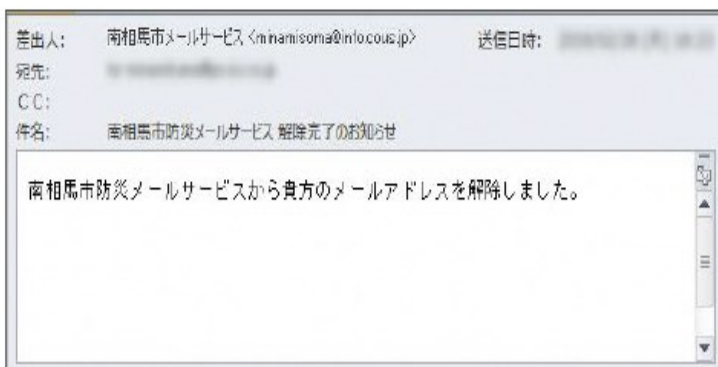 差出人: 南相馬市メールサービス <minamisoma@info.cous.jp> 送信日時:
宛先:
CC:
件名: 南相馬市防災メールサービス 解除完了のお知らせ
南相馬市防災メールサービスから貴方のメールアドレスを解除しました。